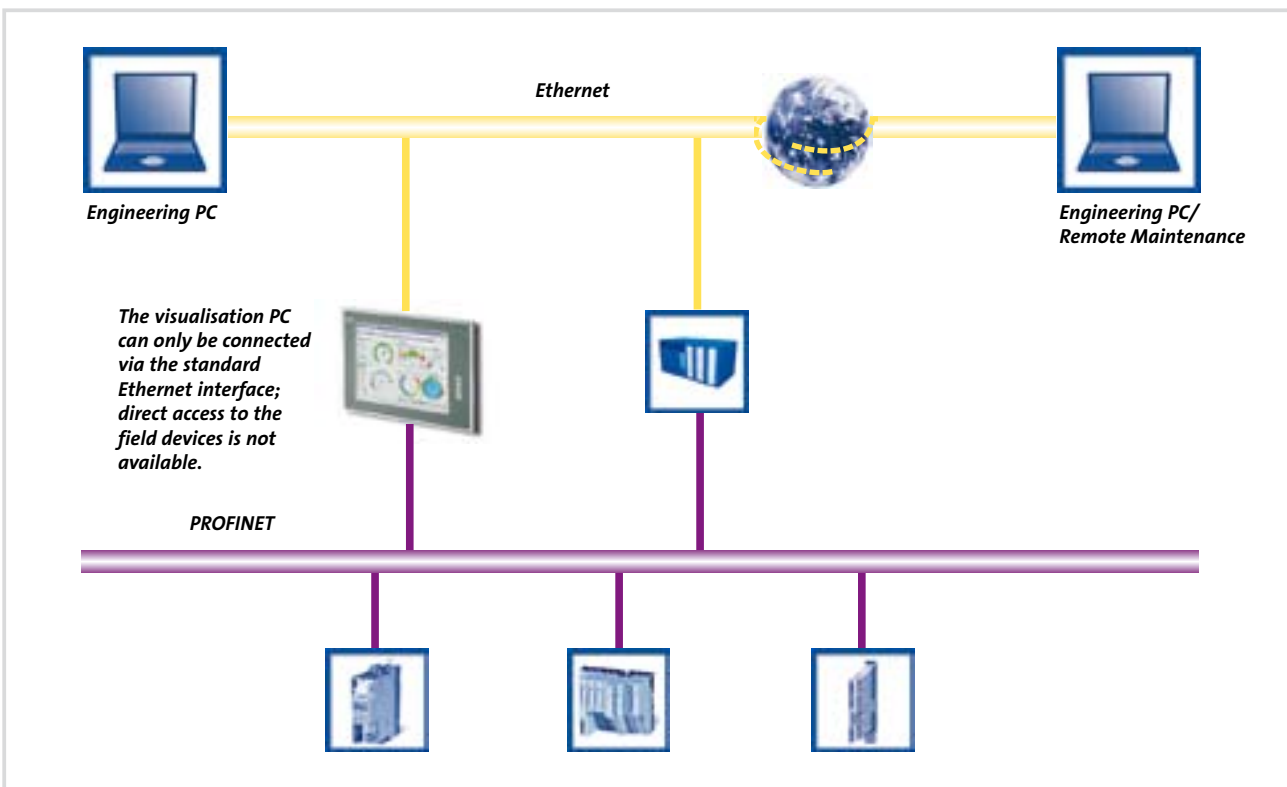 Ethernet
Engineering PC
Engineering PC/
Remote Maintenance
The visualisation PC
can only be connected
via the standard
Ethernet interface;
direct access to the
field devices is not
available.
PROFINET